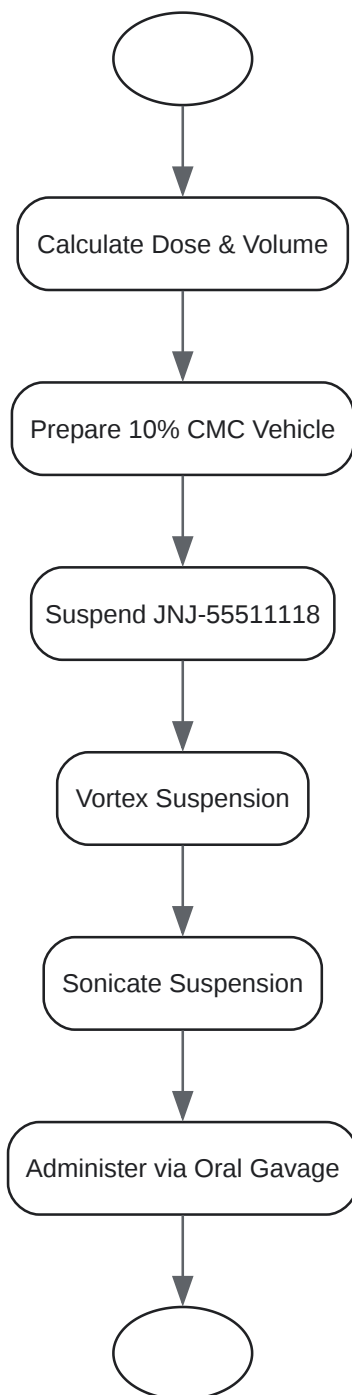 Calculate Dose & Volume
Prepare 10% CMC Vehicle
Suspend JNJ-55511118
Vortex Suspension
Sonicate Suspension
Administer via Oral Gavage